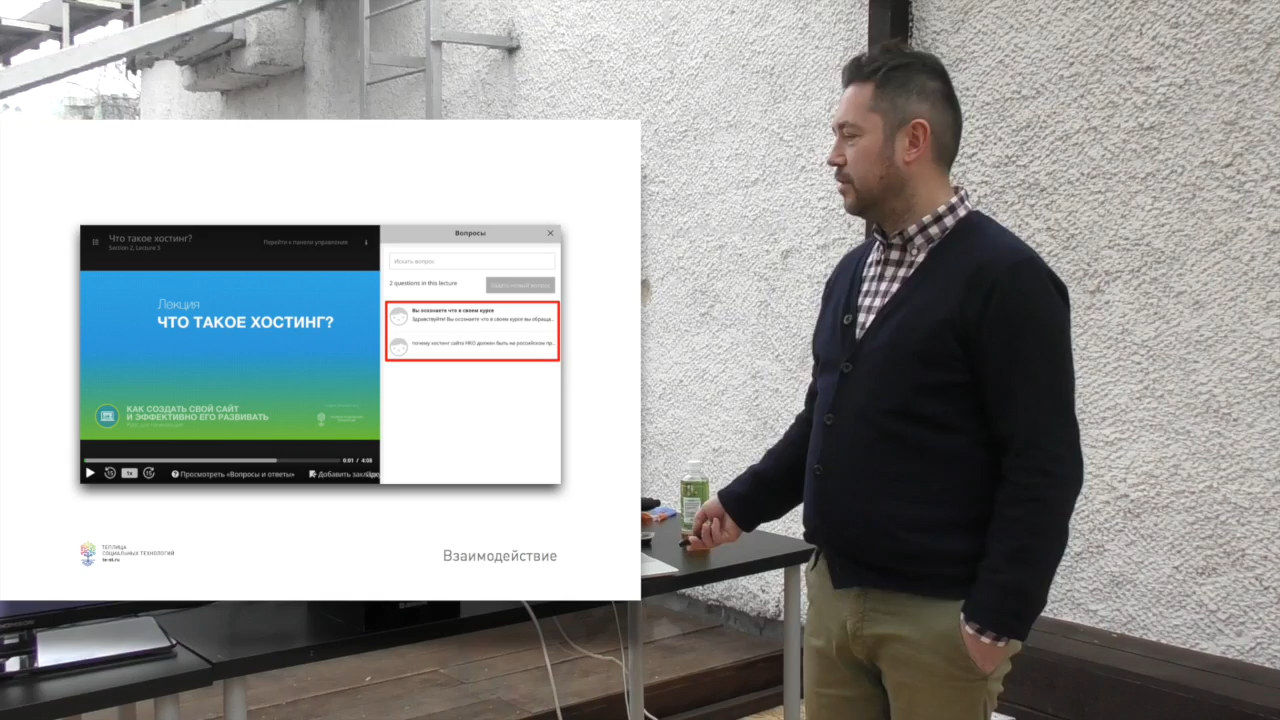 Что такое хостинг?
Section 2, Lecture 3
Перейти к панели управления
Лекция
ЧТО ТАКОЕ ХОСТИНГ?
КАК СОЗДАТЬ СВОЙ САЙТ
И ЭФФЕКТИВНО ЕГО РАЗВИВАТЬ
0:01 / 4:08
15
1x
15
Просмотреть «Вопросы и ответы»
Добавить
Вопросы
Искать вопрос
2 questions in this lecture
Задать новый вопрос
Вы осознаете что в своем курсе
Здравствуйте! Вы осознаете что в своем курсе вы обраща...
почему хостинг сайта НКО должен быть на российском пр...
ТЕПЛИЦА
СОЦИАЛЬНЫХ ТЕХНОЛОГИЙ
te-st.ru
Взаимодействие